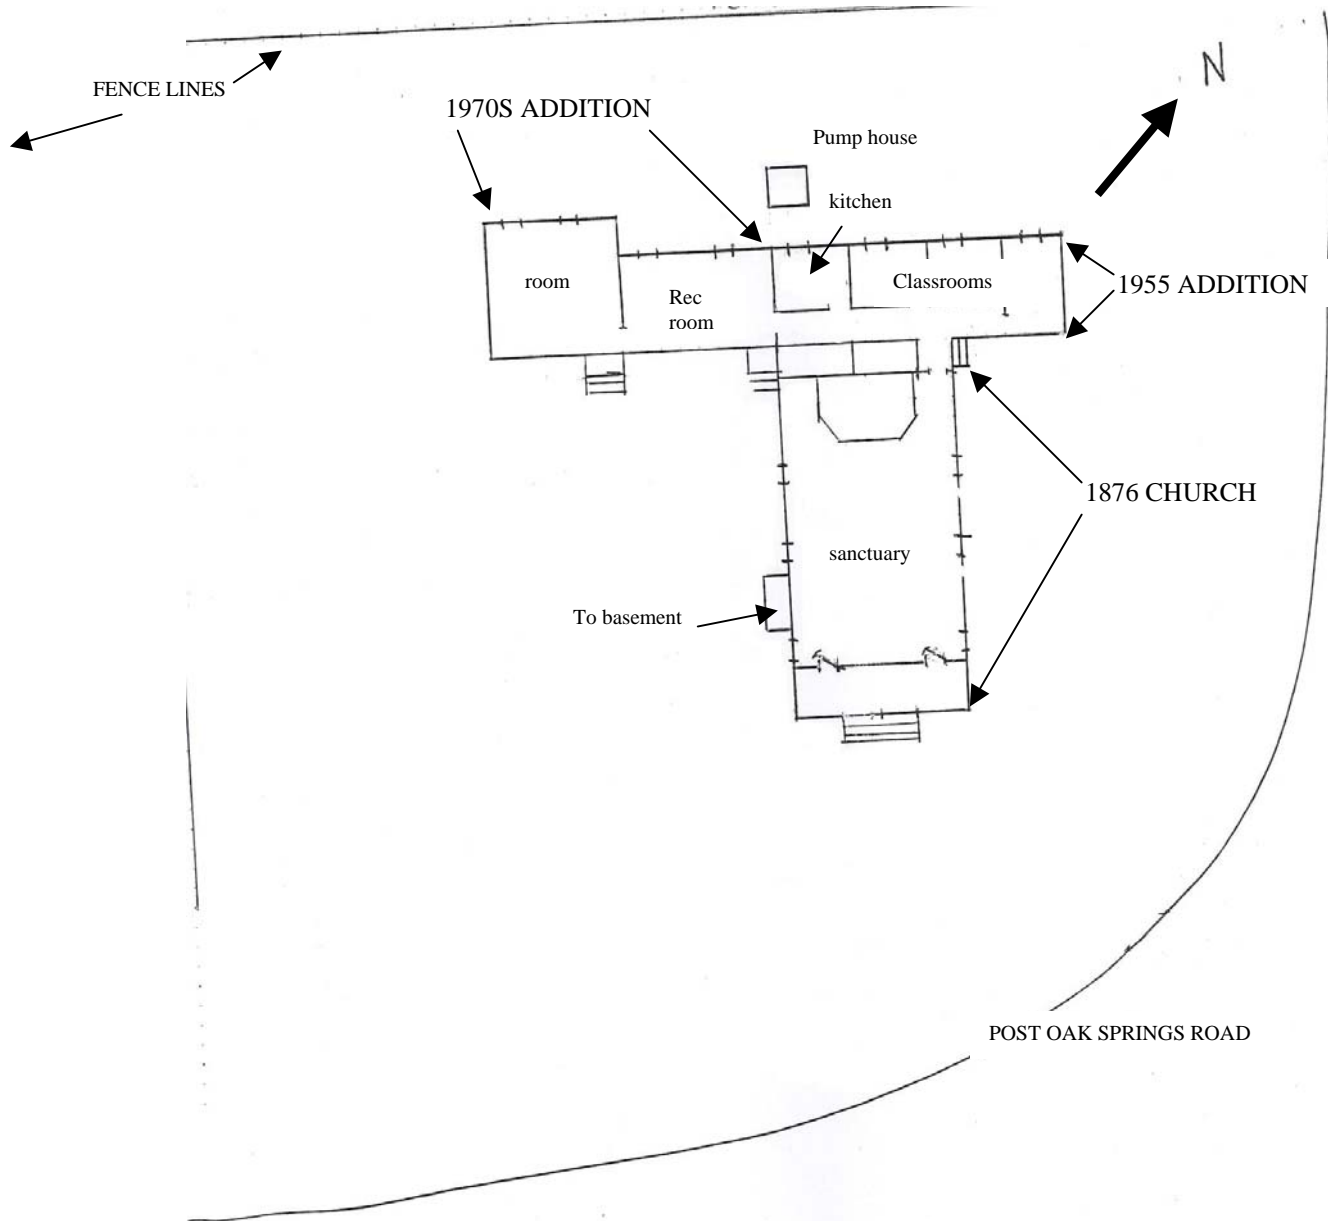 N
FENCE LINES
1970S ADDITION
Pump house
kitchen
room
Rec
room
Classrooms
1955 ADDITION
1876 CHURCH
sanctuary
To basement
POST OAK SPRINGS ROAD